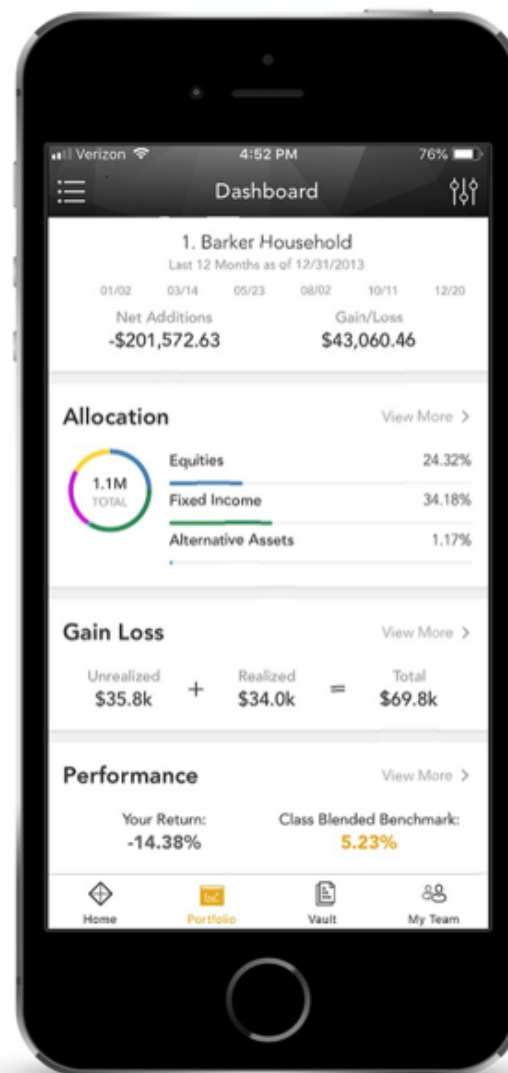 Verizon 4:52 PM 76%
Dashboard
1. Barker Household
Last 12 Months as of 12/31/2013
01/02 03/14 05/23 08/02 10/11 12/20
Net Additions Gain/Loss
-$201,572.63 $43,060.46
Allocation View More >
1.1M
TOTAL
Equities 24.32%
Fixed Income 34.18%
Alternative Assets 1.17%
Gain Loss View More >
Unrealized Realized Total
$35.8k + $34.0k = $69.8k
Performance View More >
Your Return: Class Blended Benchmark:
-14.38% 5.23%
Home Portfolio Vault My Team